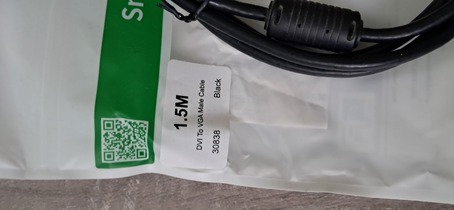 1.5M
DVI To VGA Male Cable
30838 Black